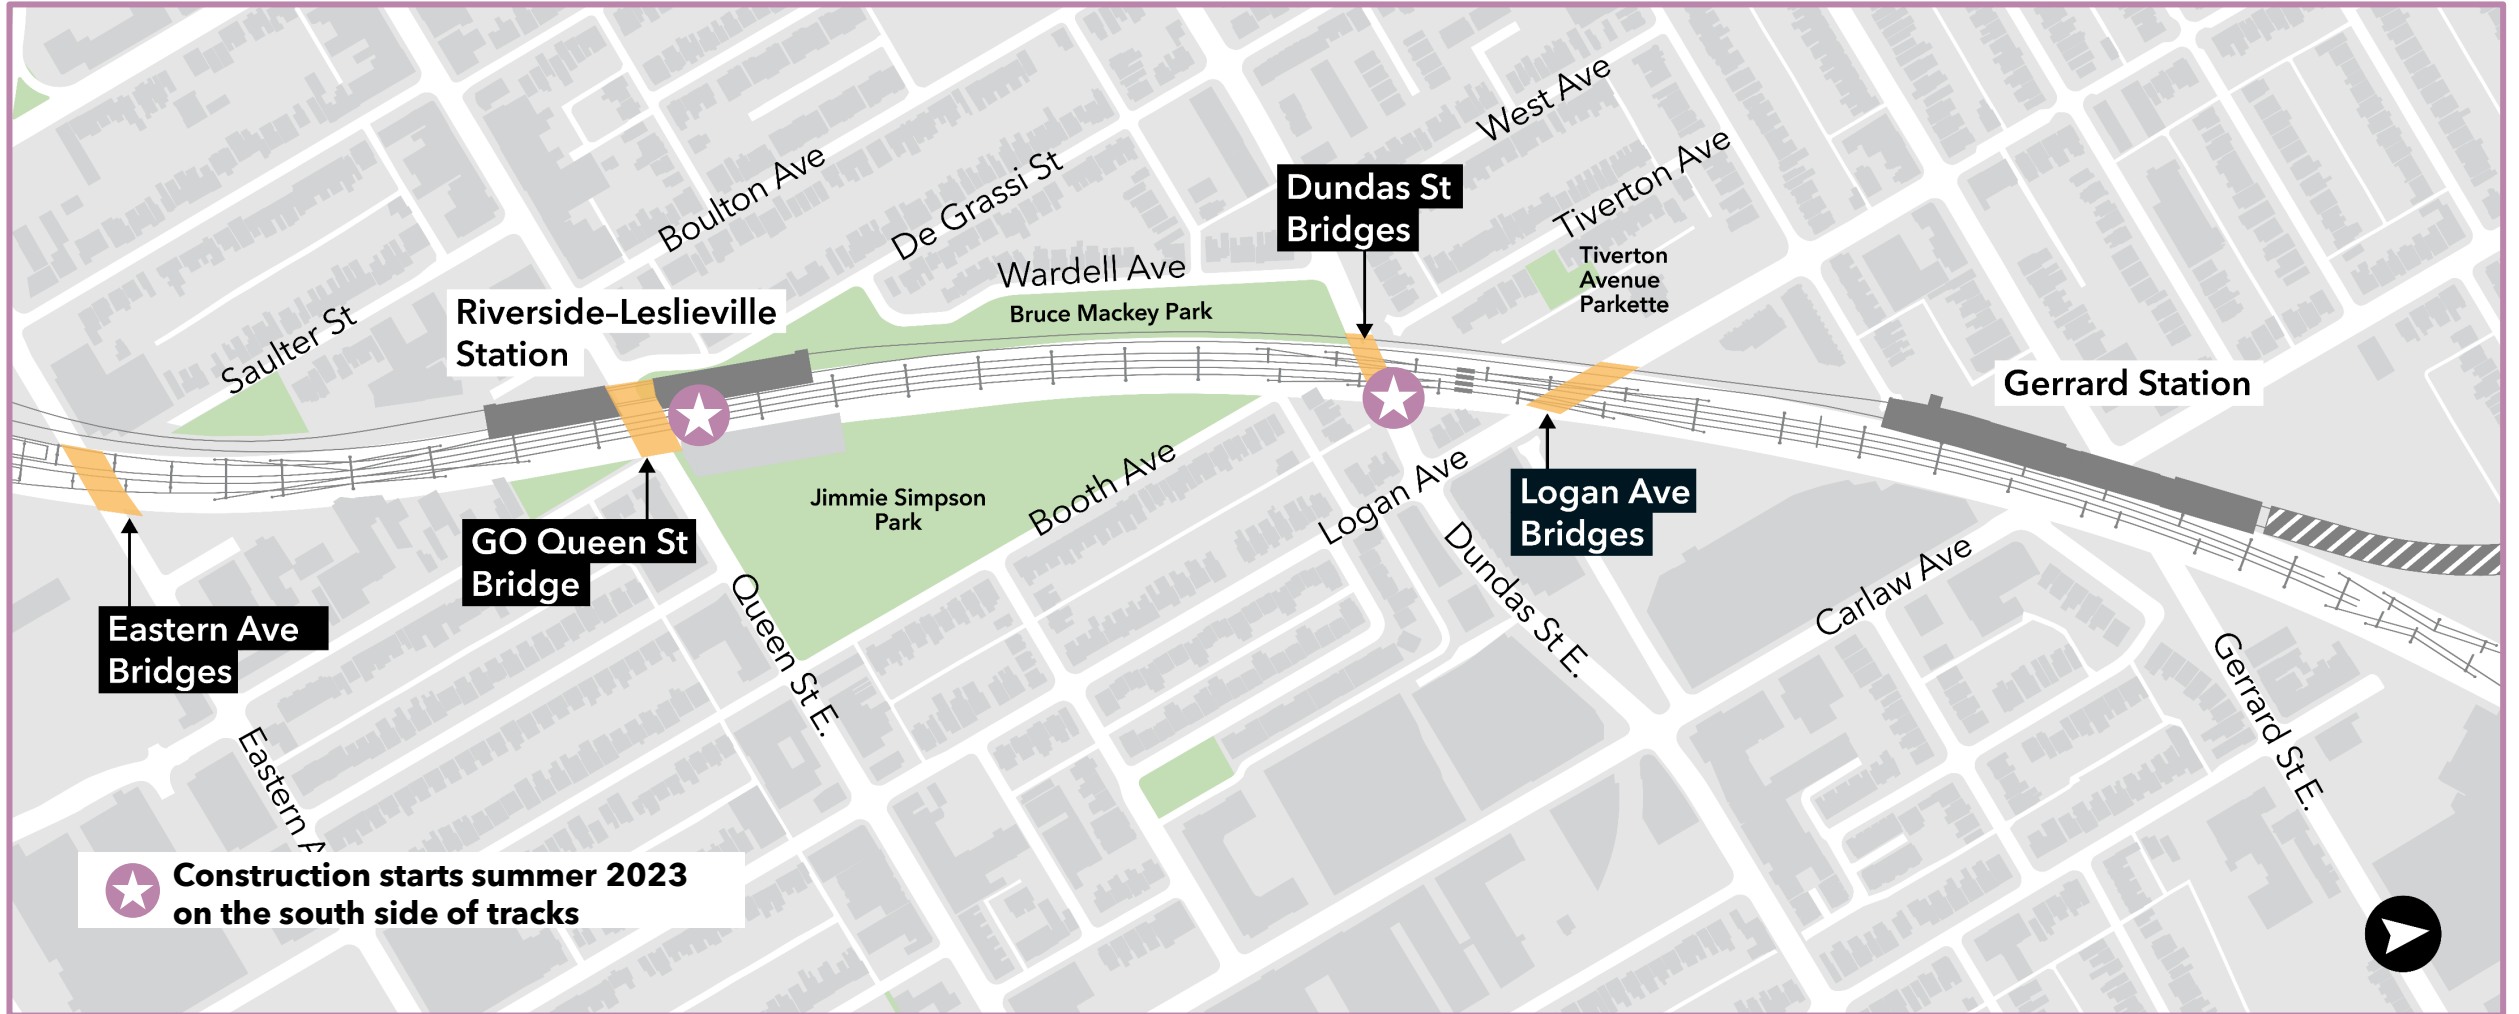 West Ave
Tiverton Ave
Boulton Ave
De Grassi St
Dundas St
Bridges
Wardell Ave
Bruce Mackey Park
Tiverton
Avenue
Parkette
Saulter St
Riverside–Leslieville
Station
Gerrard Station
Jimmie Simpson
Park
Booth Ave
Logan Ave
Logan Ave
Bridges
GO Queen St
Bridge
Eastern Ave
Bridges
Queen St E.
Dundas St E.
Carlaw Ave
Gerrard St E.
Eastern A
Construction starts summer 2023
on the south side of tracks